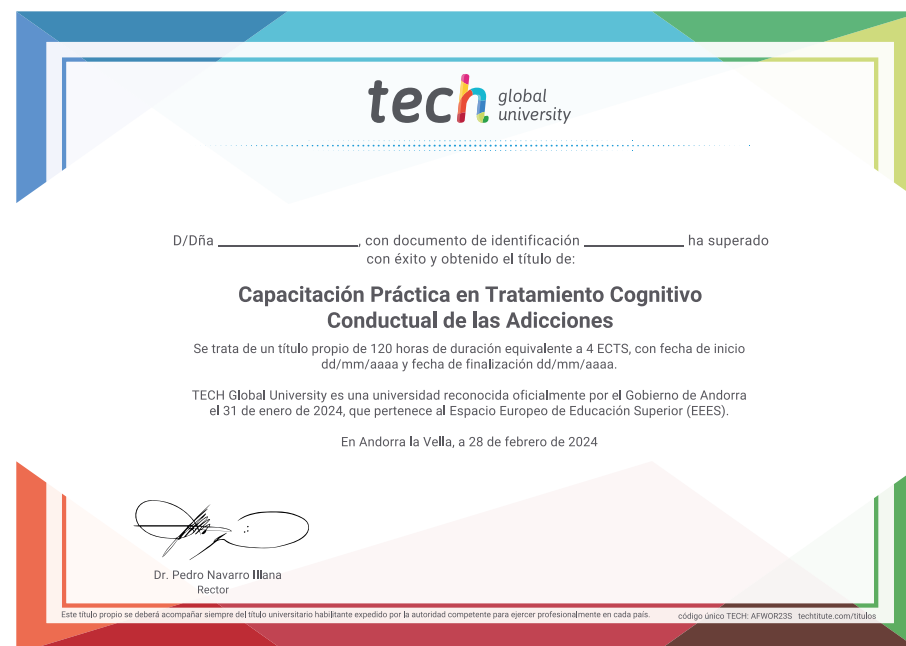 tech global university
D/Dña ____________________, con documento de identificación ______________ ha superado
con éxito y obtenido el título de:
Capacitación Práctica en Tratamiento Cognitivo
Conductual de las Adicciones
Se trata de un título propio de 120 horas de duración equivalente a 4 ECTS, con fecha de inicio
dd/mm/aaaa y fecha de finalización dd/mm/aaaa.
TECH Global University es una universidad reconocida oficialmente por el Gobierno de Andorra
el 31 de enero de 2024, que pertenece al Espacio Europeo de Educación Superior (EEES).
En Andorra la Vella, a 28 de febrero de 2024
Dr. Pedro Navarro Illana
Rector
Este título propio se deberá acompañar siempre del título universitario habilitante expedido por la autoridad competente para ejercer profesionalmente en cada país.
código único TECH: AFWOR23S techtitute.com/titulos